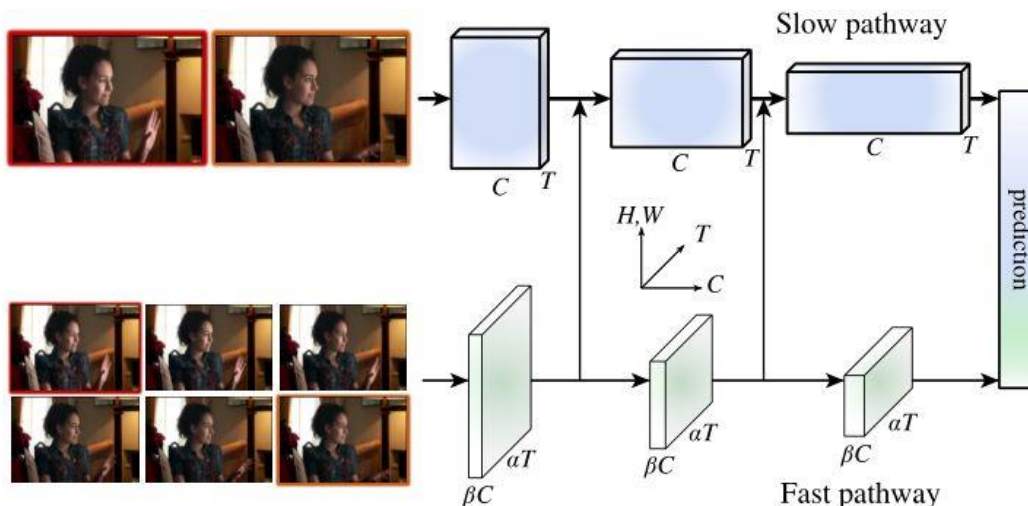 Slow pathway
C
T
C
T
C
T
H,W
T
C
prediction
αT
βC
αT
βC
αT
βC
Fast pathway